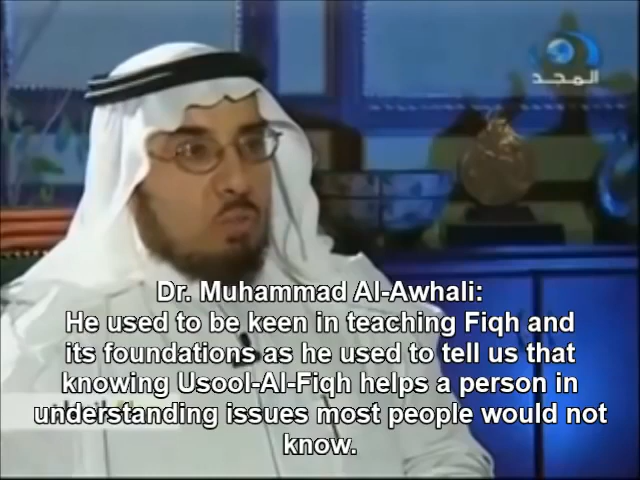 المجد
Dr. Muhammad Al-Awhali:
He used to be keen in teaching Fiqh and
its foundations as he used to tell us that
knowing Usool-Al-Fiqh helps a person in
understanding issues most people would not
know.